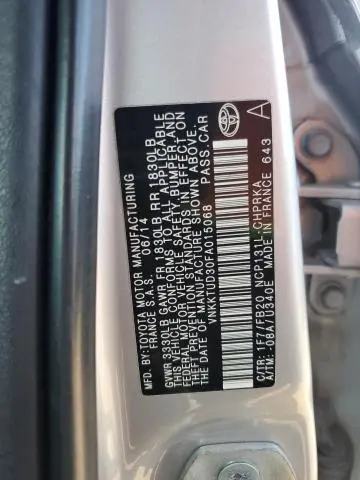 MFD. BY: TOYOTA MOTOR MANUFACTURING
FRANCE S.A.S. 06/14
GVWR 3330LB GAWR FR 1830LB RR 1830LB
THIS VEHICLE CONFORMS TO ALL APPLICABLE
FEDERAL MOTOR VEHICLE SAFETY BUMPER, AND
THEFT PREVENTION STANDARDS IN EFFECT ON
THE DATE OF MANUFACTURE SHOWN ABOVE.
VNKKTUD30FA015068 PASS.CAR
C/TR: 1F7/FB20 NCP131L-CHPRKA
A/TM: -08A/U340E MADE IN FRANCE 643
A